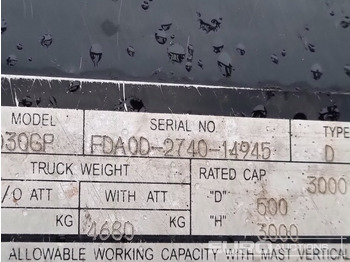 MODEL SERIAL NO TYPE
D30GP FDA0D-2740-14945 D
TRUCK WEIGHT RATED CAP. 3000
/O ATT WITH ATT "D" 600
KG 4680 KG "H" 3000
ALLOWABLE WORKING CAPACITY WITH MAST VERTICAL